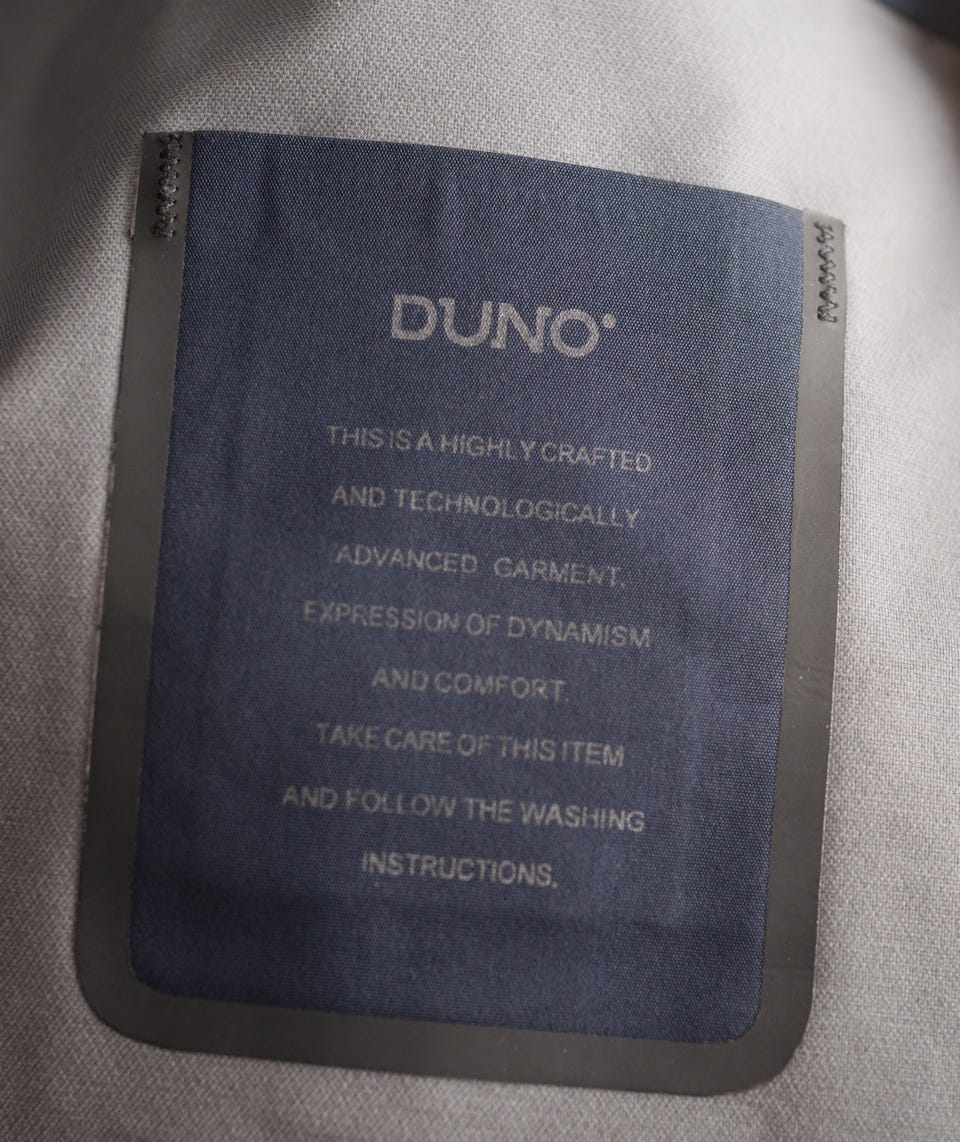 DUNO°
THIS IS A HIGHLY CRAFTED
AND TECHNOLOGICALLY
ADVANCED GARMENT.
EXPRESSION OF DYNAMISM
AND COMFORT.
TAKE CARE OF THIS ITEM
AND FOLLOW THE WASHING
INSTRUCTIONS.